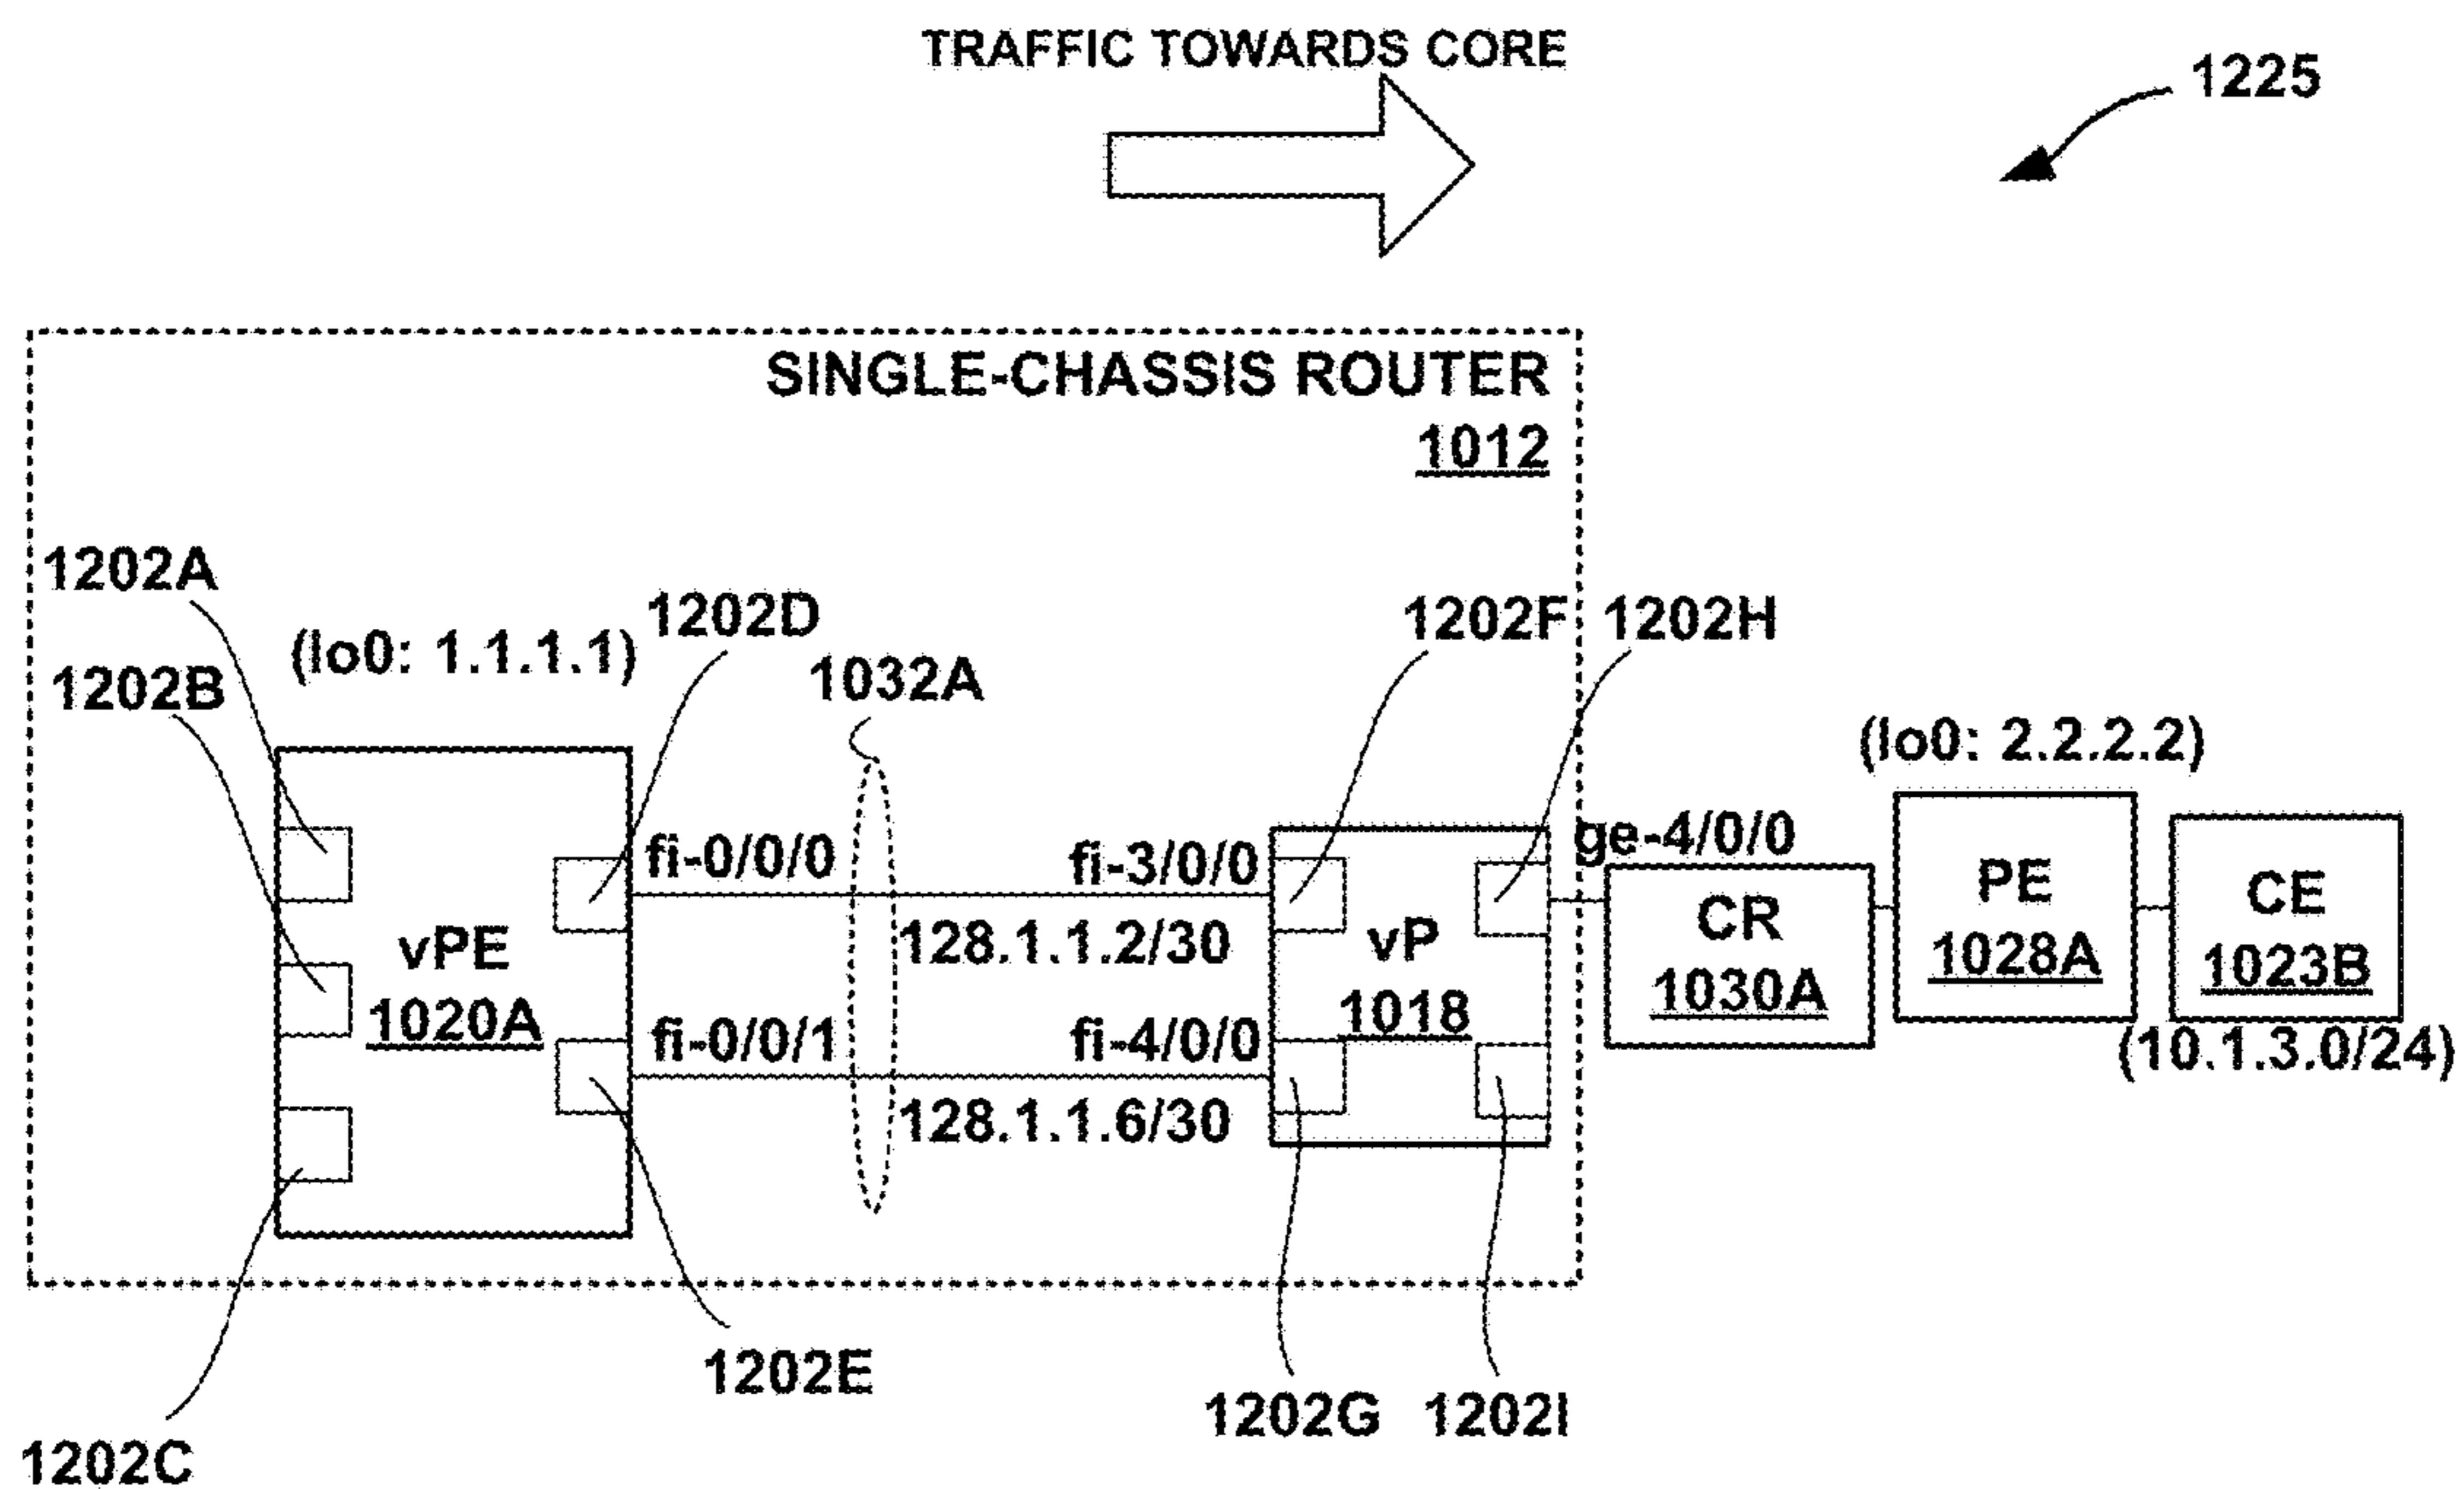 TRAFFIC TOWARDS CORE
1225
SINGLE-CHASSIS ROUTER
1012
1202A
1202B
(lo0: 1.1.1.1)
1202D
1032A
1202F
1202H
(lo0: 2.2.2.2)
fi-0/0/0
fi-3/0/0
ge-4/0/0
128.1.1.2/30
vPE
1020A
vP
1018
CR
1030A
PE
1028A
CE
1023B
(10.1.3.0/24)
fi-0/0/1
fi-4/0/0
128.1.1.6/30
1202E
1202G
1202I
1202C